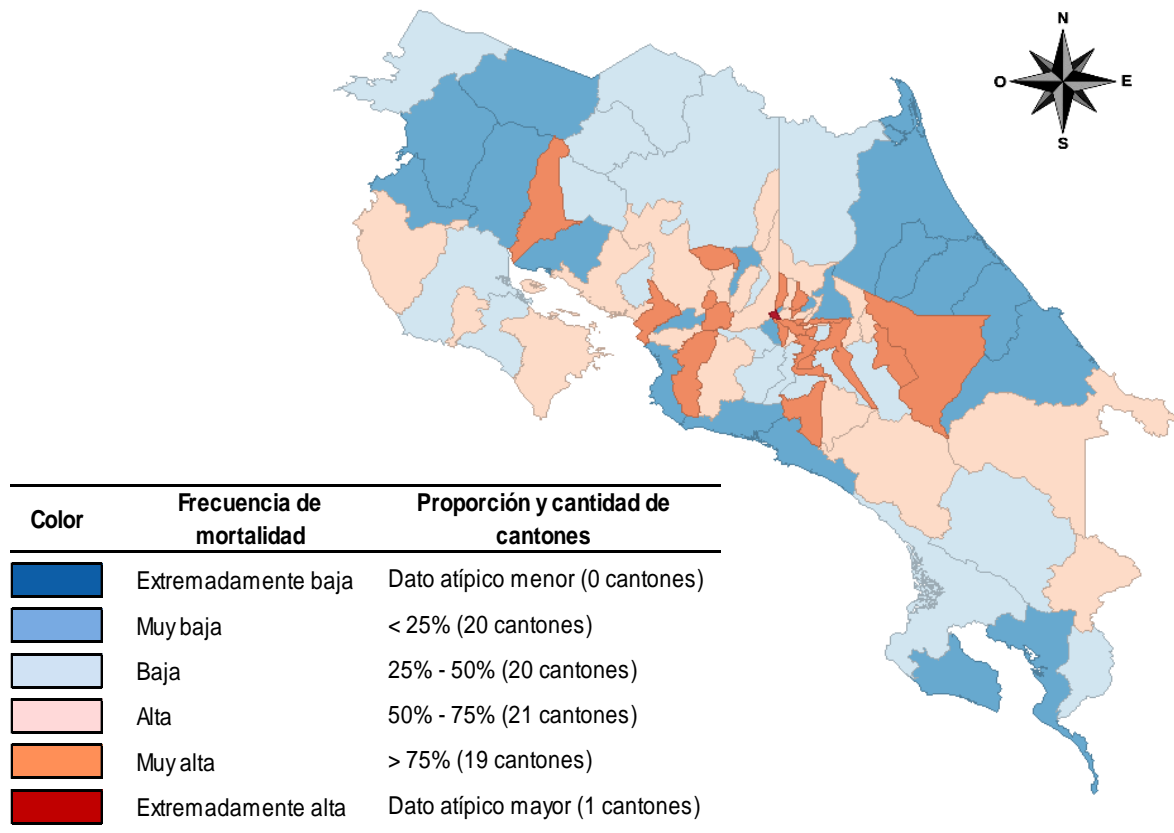 N
O E
S
Color Frecuencia de mortalidad Proporción y cantidad de cantones
Extremadamente baja Dato atípico menor (0 cantones)
Muy baja < 25% (20 cantones)
Baja 25% - 50% (20 cantones)
Alta 50% - 75% (21 cantones)
Muy alta > 75% (19 cantones)
Extremadamente alta Dato atípico mayor (1 cantones)